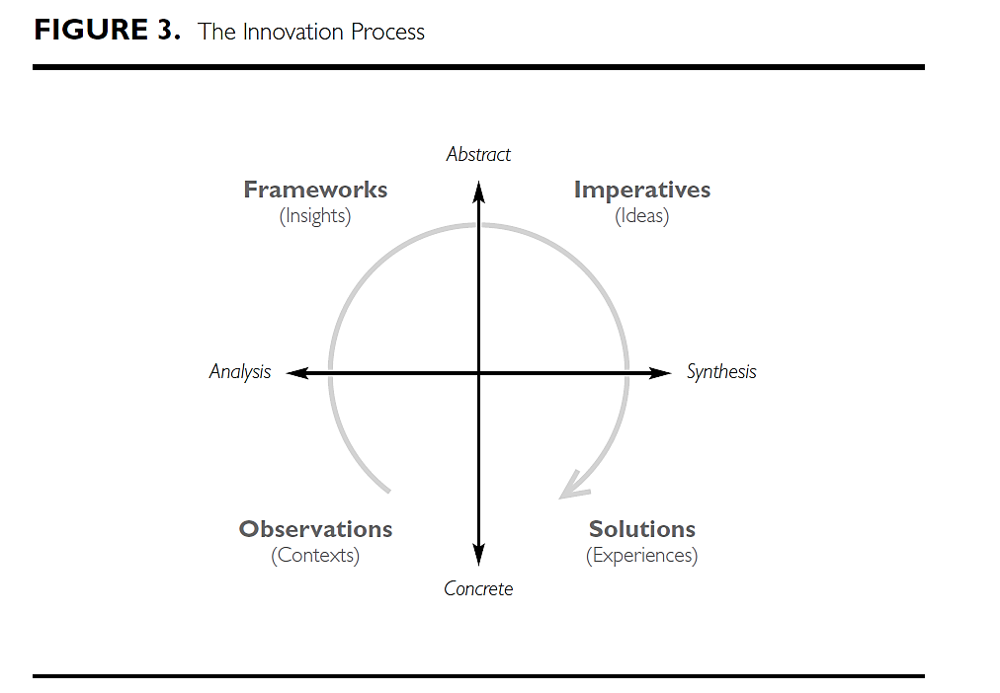 FIGURE 3. The Innovation Process
Abstract
Frameworks
(Insights)
Imperatives
(Ideas)
Analysis
Synthesis
Observations
(Contexts)
Solutions
(Experiences)
Concrete